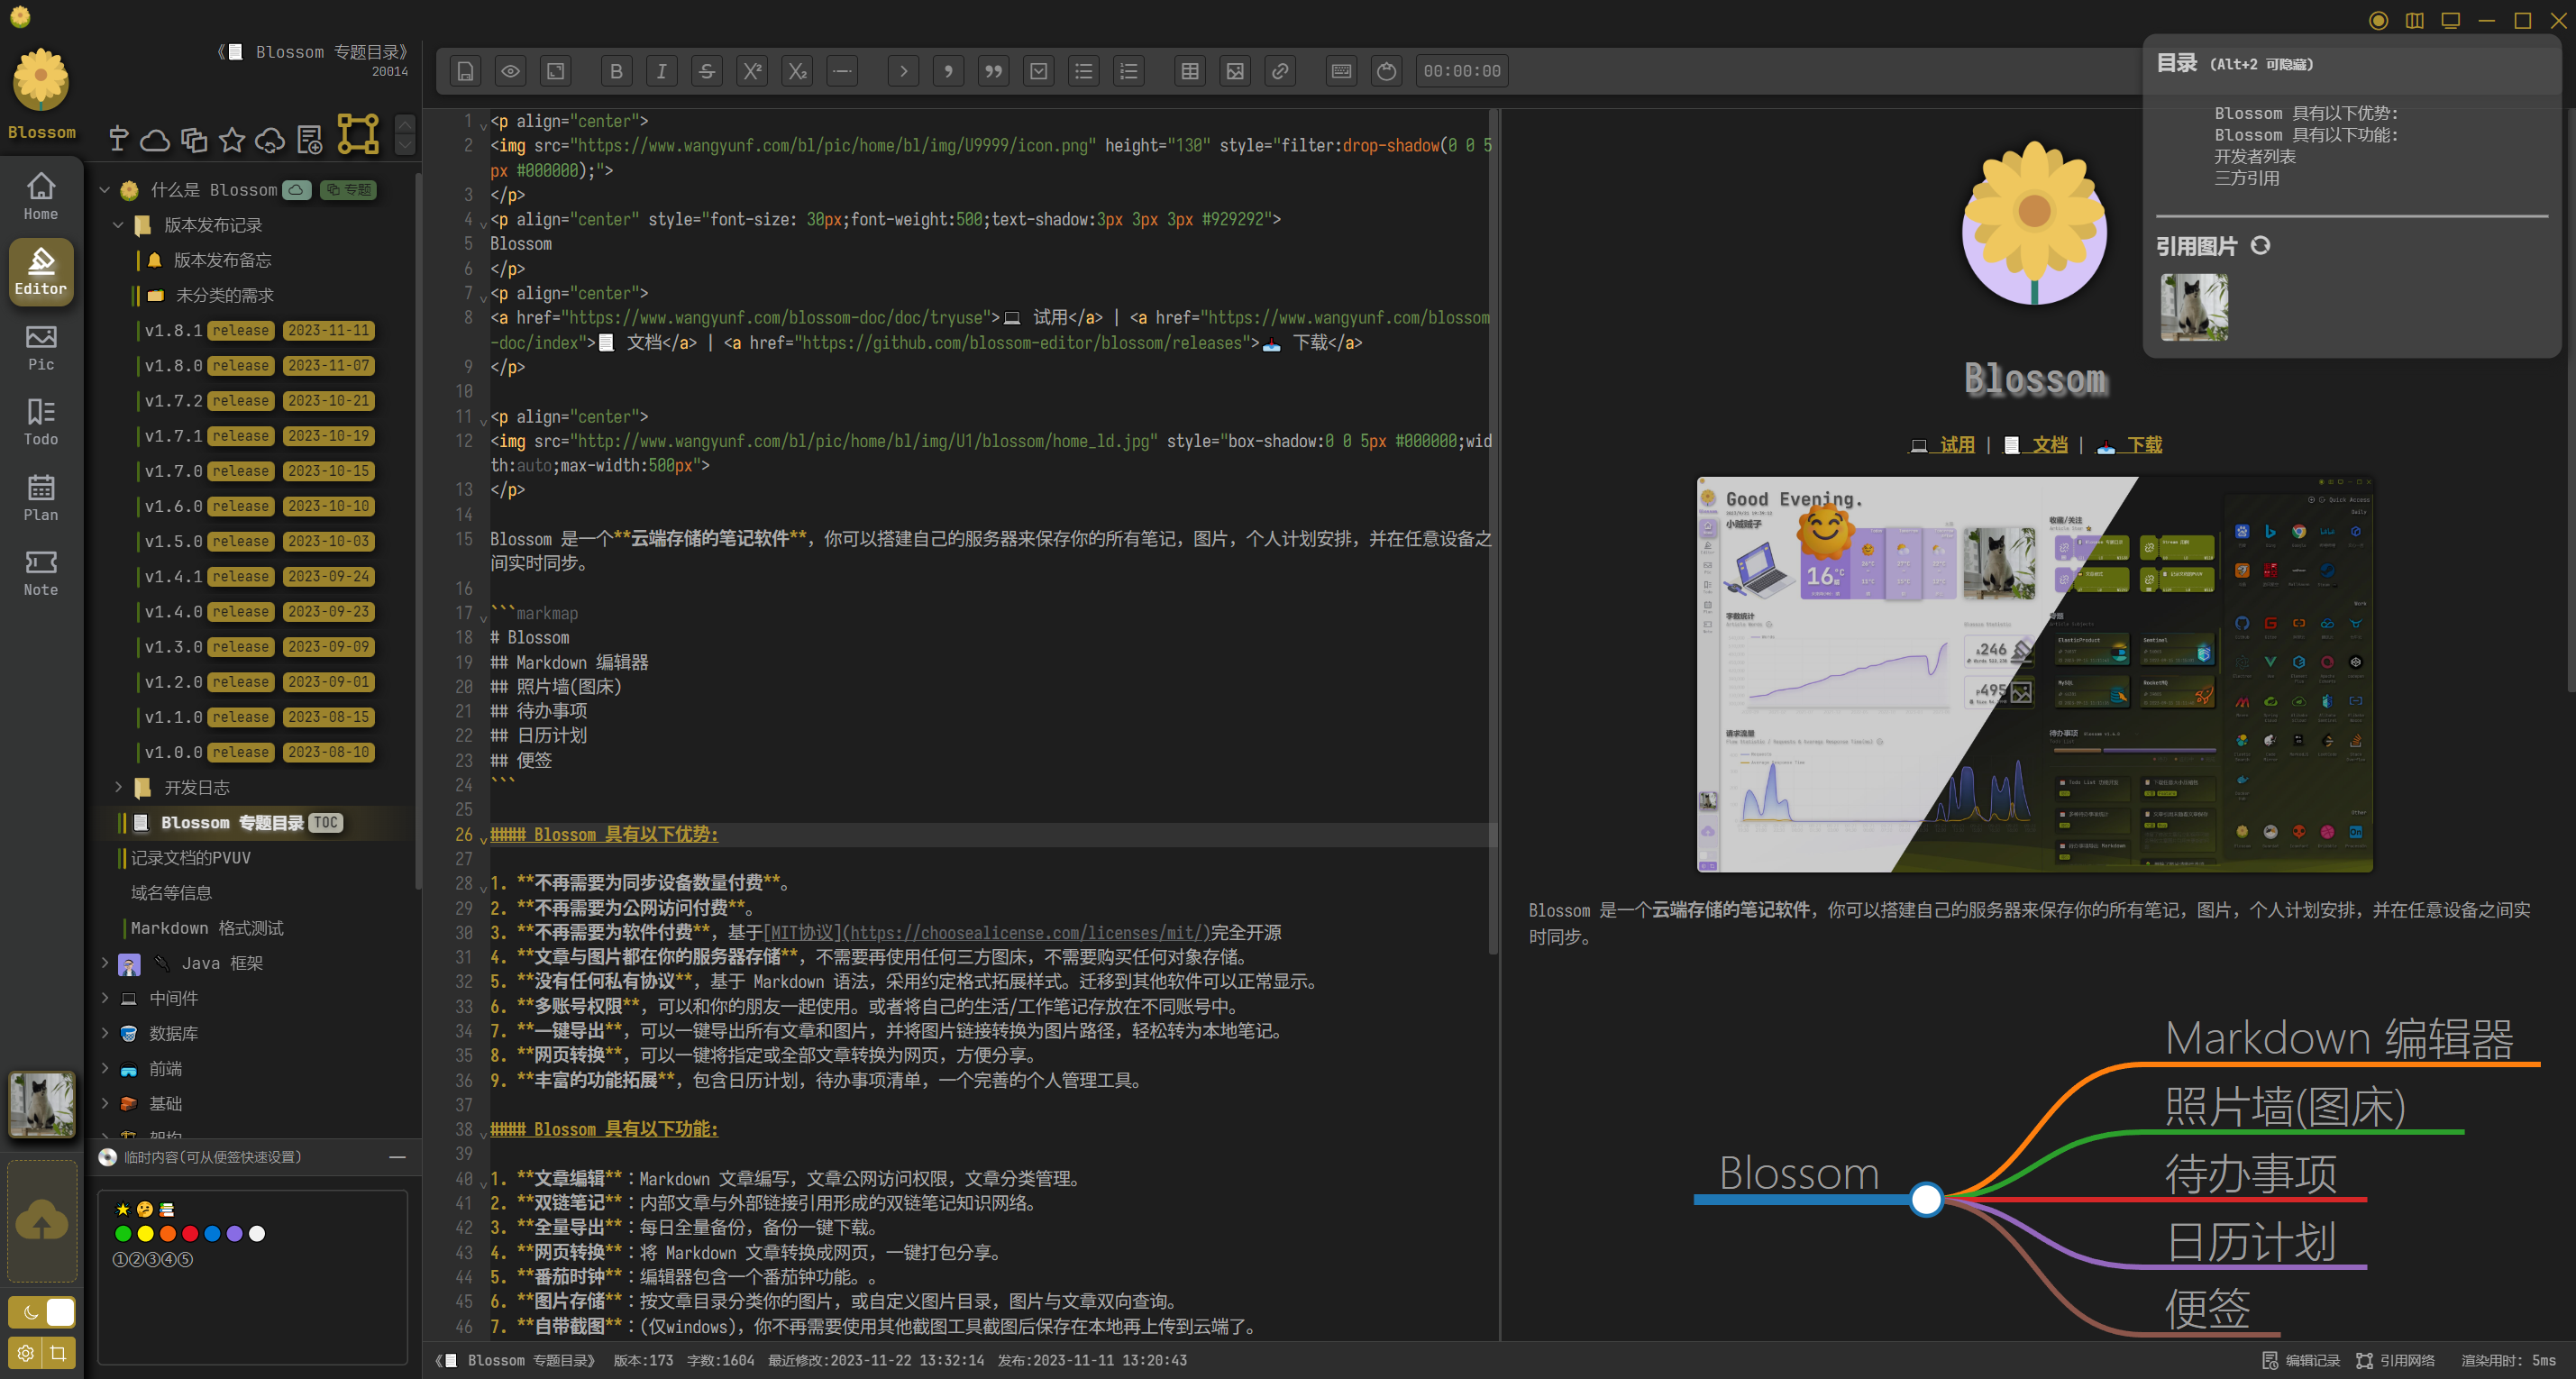 Blossom
《📃 Blossom 专题目录》
20014
Home
Editor
Pic
Todo
Plan
Note
什么是 Blossom 专题
版本发布记录
版本发布备忘
未分类的需求
v1.8.1 release 2023-11-11
v1.8.0 release 2023-11-07
v1.7.2 release 2023-10-21
v1.7.1 release 2023-10-19
v1.7.0 release 2023-10-15
v1.6.0 release 2023-10-10
v1.5.0 release 2023-10-03
v1.4.1 release 2023-09-24
v1.4.0 release 2023-09-23
v1.3.0 release 2023-09-09
v1.2.0 release 2023-09-01
v1.1.0 release 2023-08-15
v1.0.0 release 2023-08-10
开发日志
Blossom 专题目录 TOC
记录文档的PVUV
域名等信息
Markdown 格式测试
Java 框架
中间件
数据库
前端
基础
架构
临时内容(可从便签快速设置)
①②③④⑤
00:00:00
1 <p align="center">
2 <img src="https://www.wangyunf.com/bl/pic/home/bl/img/U9999/icon.png" height="130" style="filter:drop-shadow(0 0 5
px #000000);">
3 </p>
4 <p align="center" style="font-size: 30px;font-weight:500;text-shadow:3px 3px 3px #929292">
5 Blossom
6 </p>
7 <p align="center">
8 <a href="https://www.wangyunf.com/blossom-doc/doc/tryuse">💻 试用</a> | <a href="https://www.wangyunf.com/blossom
-doc/index">📃 文档</a> | <a href="https://github.com/blossom-editor/blossom/releases">📥 下载</a>
9 </p>
10
11 <p align="center">
12 <img src="http://www.wangyunf.com/bl/pic/home/bl/img/U1/blossom/home_ld.jpg" style="box-shadow:0 0 5px #000000;wid
th:auto;max-width:500px">
13 </p>
14
15 Blossom 是一个**云端存储的笔记软件**，你可以搭建自己的服务器来保存你的所有笔记，图片，个人计划安排，并在任意设备之
间实时同步。
16
17 ```markmap
18 # Blossom
19 ## Markdown 编辑器
20 ## 照片墙(图床)
21 ## 待办事项
22 ## 日历计划
23 ## 便签
24 ```
25
26 #### Blossom 具有以下优势:
27
28 1. **不再需要为同步设备数量付费**。
29 2. **不再需要为公网访问付费**。
30 3. **不再需要为软件付费**，基于[MIT协议](https://choosealicense.com/licenses/mit/)完全开源
31 4. **文章与图片都在你的服务器存储**，不需要再使用任何三方图床，不需要购买任何对象存储。
32 5. **没有任何私有协议**，基于 Markdown 语法，采用约定格式拓展样式。迁移到其他软件可以正常显示。
33 6. **多账号权限**，可以和你的朋友一起使用。或者将自己的生活/工作笔记存放在不同账号中。
34 7. **一键导出**，可以一键导出所有文章和图片，并将图片链接转换为图片路径，轻松转为本地笔记。
35 8. **网页转换**，可以一键将指定或全部文章转换为网页，方便分享。
36 9. **丰富的功能拓展**，包含日历计划，待办事项清单，一个完善的个人管理工具。
37
38 #### Blossom 具有以下功能:
39
40 1. **文章编辑**：Markdown 文章编写，文章公网访问权限，文章分类管理。
41 2. **双链笔记**：内部文章与外部链接引用形成的双链笔记知识网络。
42 3. **全量导出**：每日全量备份，备份一键下载。
43 4. **网页转换**：将 Markdown 文章转换成网页，一键打包分享。
44 5. **番茄时钟**：编辑器包含一个番茄钟功能。。
45 6. **图片存储**：按文章目录分类你的图片，或自定义图片目录，图片与文章双向查询。
46 7. **自带截图**：(仅windows)，你不再需要使用其他截图工具截图后保存在本地再上传到云端了。
目录 (Alt+2 可隐藏)
Blossom 具有以下优势:
Blossom 具有以下功能:
开发者列表
三方引用
引用图片
Blossom
💻 试用 | 📃 文档 | 📥 下载
Good Evening.
小贼贼子
16°C
收藏/关注
字数统计
246
495
请求流量
待办事项
Quick Access
ElasticProduct
Sentinel
MySQL
RocketMQ
Blossom 是一个云端存储的笔记软件，你可以搭建自己的服务器来保存你的所有笔记，图片，个人计划安排，并在任意设备之间实
时同步。
Blossom
Markdown 编辑器
照片墙(图床)
待办事项
日历计划
便签
《📃 Blossom 专题目录》 版本:173 字数:1604 最近修改:2023-11-22 13:32:14 发布:2023-11-11 13:20:43
编辑记录 引用网络 渲染用时: 5ms